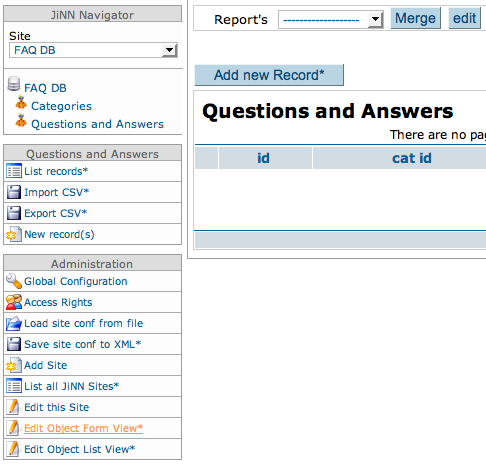 JiNN Navigator
Site
FAQ DB
FAQ DB
Categories
Questions and Answers
Questions and Answers
List records*
Import CSV*
Export CSV*
New record(s)
Administration
Global Configuration
Access Rights
Load site conf from file
Save site conf to XML*
Add Site
List all JiNN Sites*
Edit this Site
Edit Object Form View*
Edit Object List View*
Report's ------------------- Merge edit
Add new Record*
Questions and Answers
There are no pa
id cat id